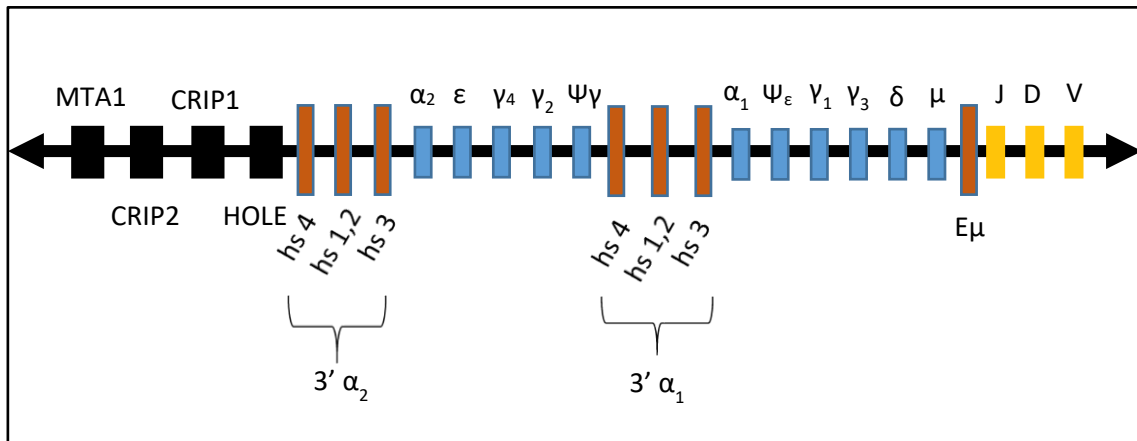 MTA1 CRIP1 α2 ε γ4 γ2 Ψγ α1 Ψε γ1 γ3 δ μ J D V
CRIP2 HOLE hs 4 hs 1,2 hs 3 hs 4 hs 1,2 hs 3 Eμ
3’ α2 3’ α1